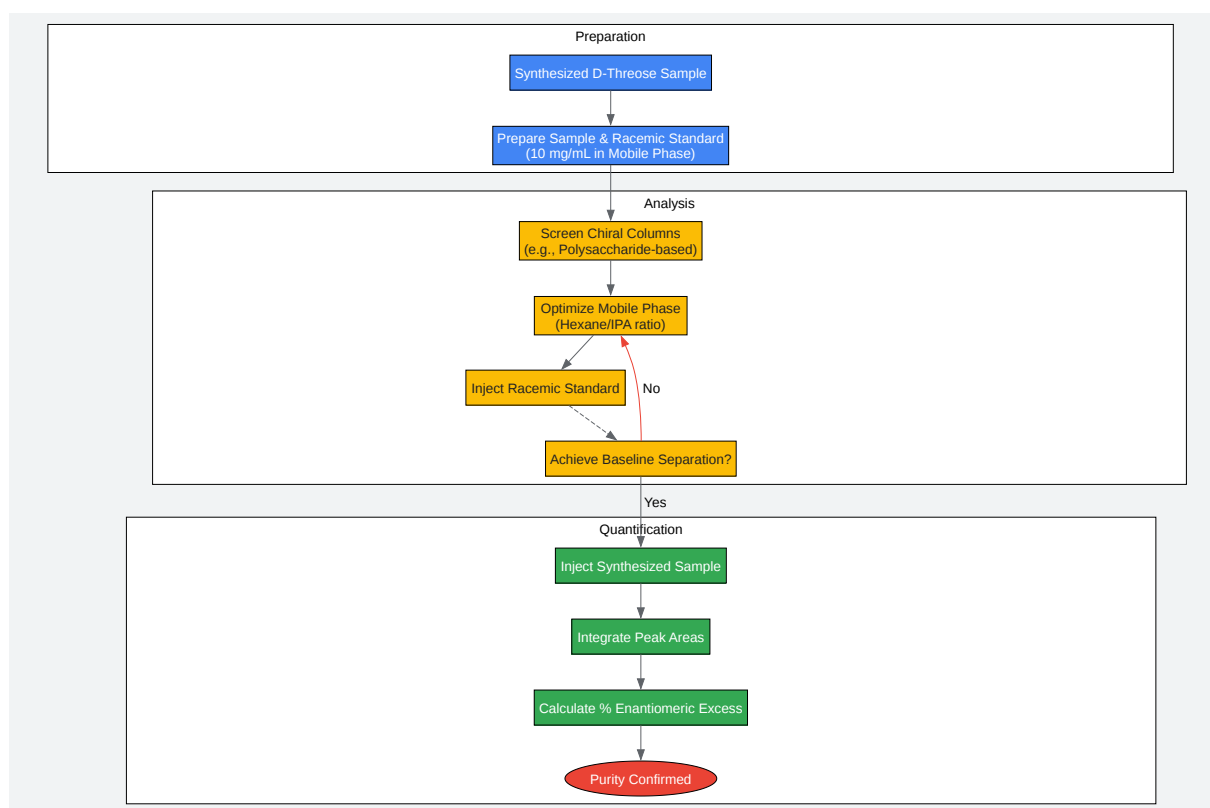 Preparation
Synthesized D-Threose Sample
Prepare Sample & Racemic Standard
(10 mg/mL in Mobile Phase)
Analysis
Screen Chiral Columns
(e.g., Polysaccharide-based)
Optimize Mobile Phase
(Hexane/IPA ratio)
Inject Racemic Standard
No
Achieve Baseline Separation?
Yes
Quantification
Inject Synthesized Sample
Integrate Peak Areas
Calculate % Enantiomeric Excess
Purity Confirmed